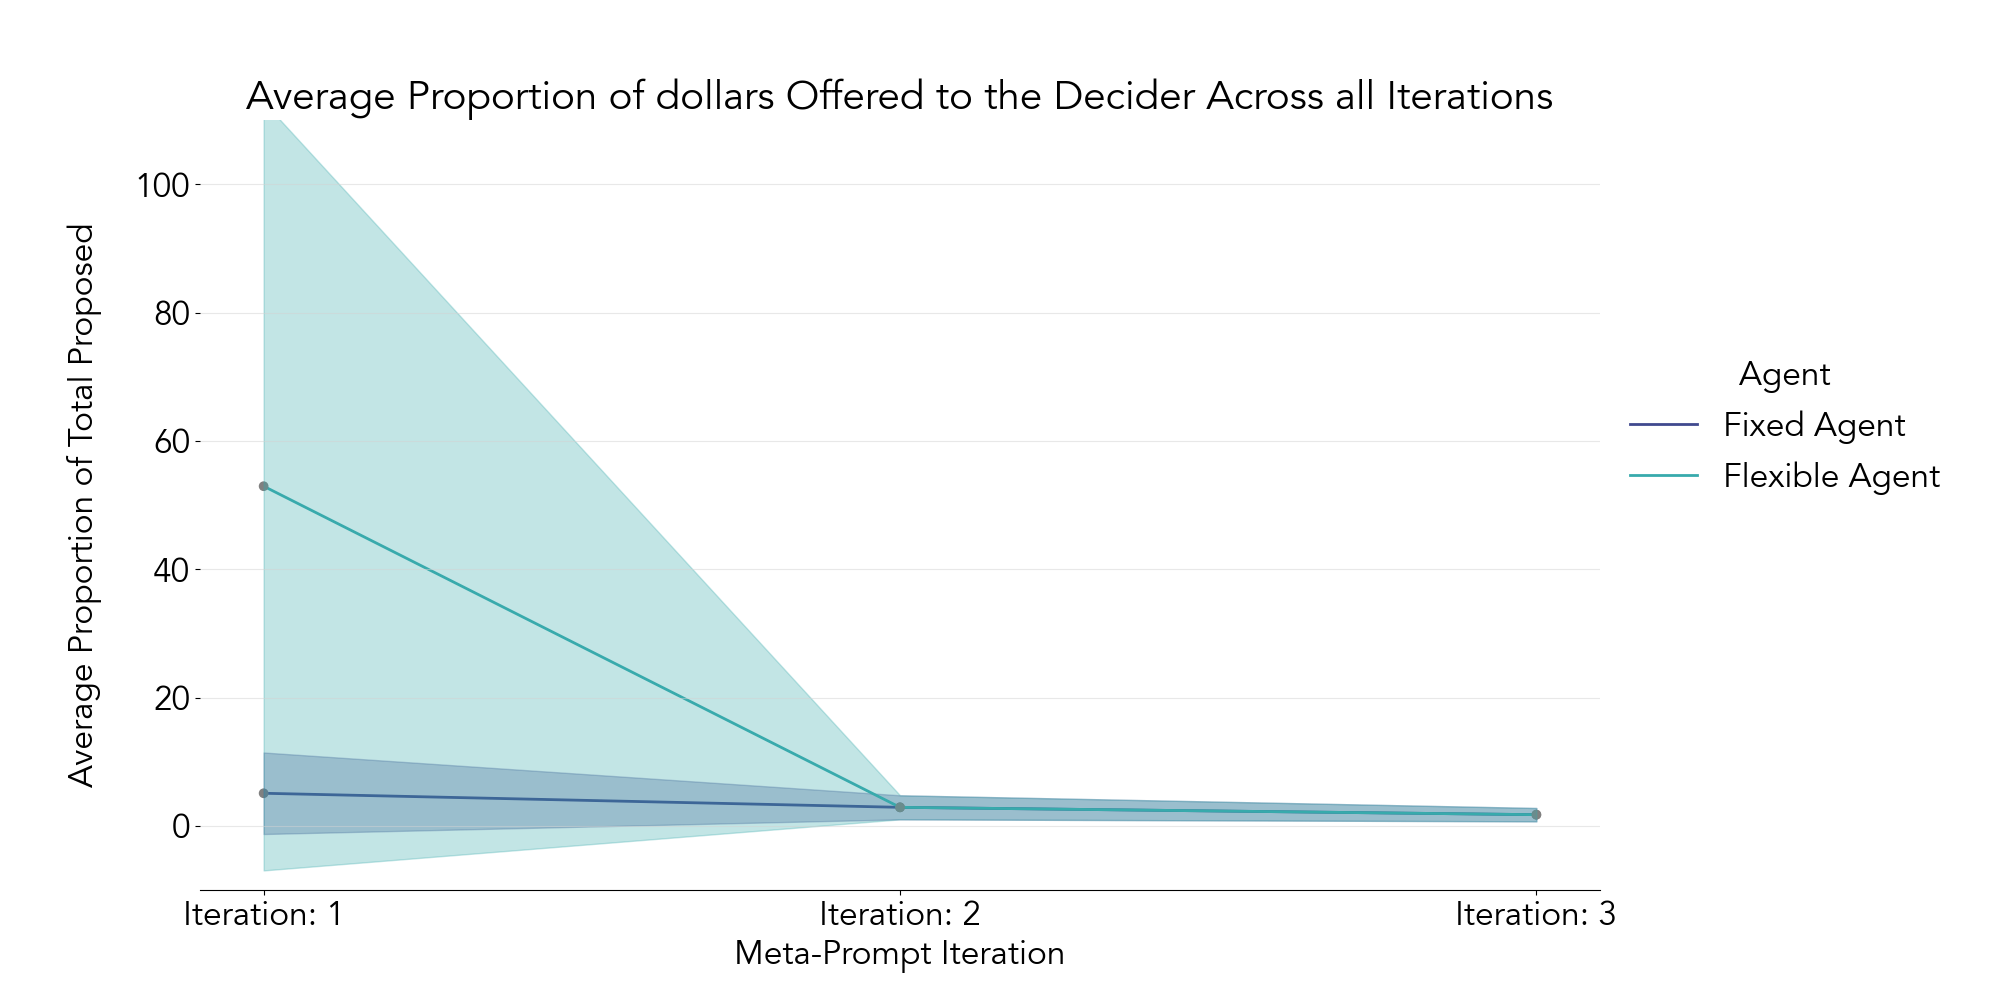 Average Proportion of dollars Offered to the Decider Across all Iterations
Average Proportion of Total Proposed
100
80
60
40
20
0
Iteration: 1
Iteration: 2
Iteration: 3
Meta-Prompt Iteration
Agent
Fixed Agent
Flexible Agent